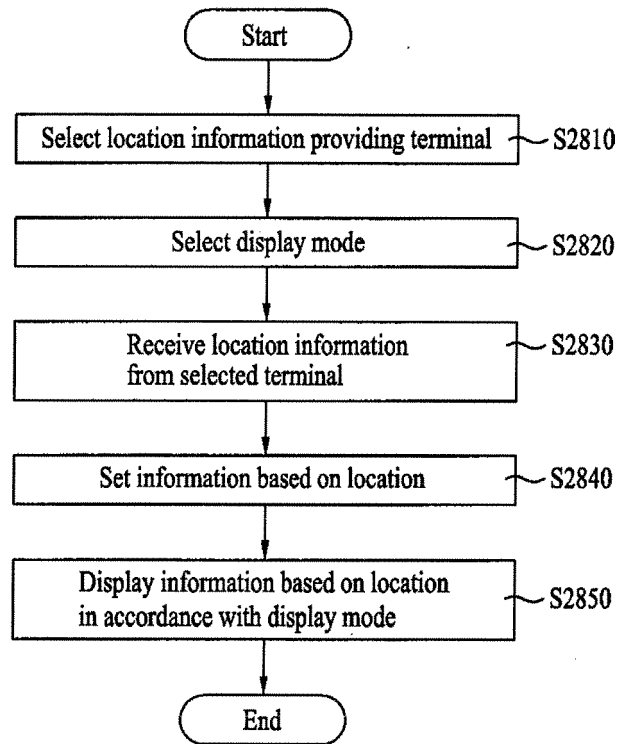 Start
Select location information providing terminal
S2810
Select display mode
S2820
Receive location information
from selected terminal
S2830
Set information based on location
S2840
Display information based on location
in accordance with display mode
S2850
End